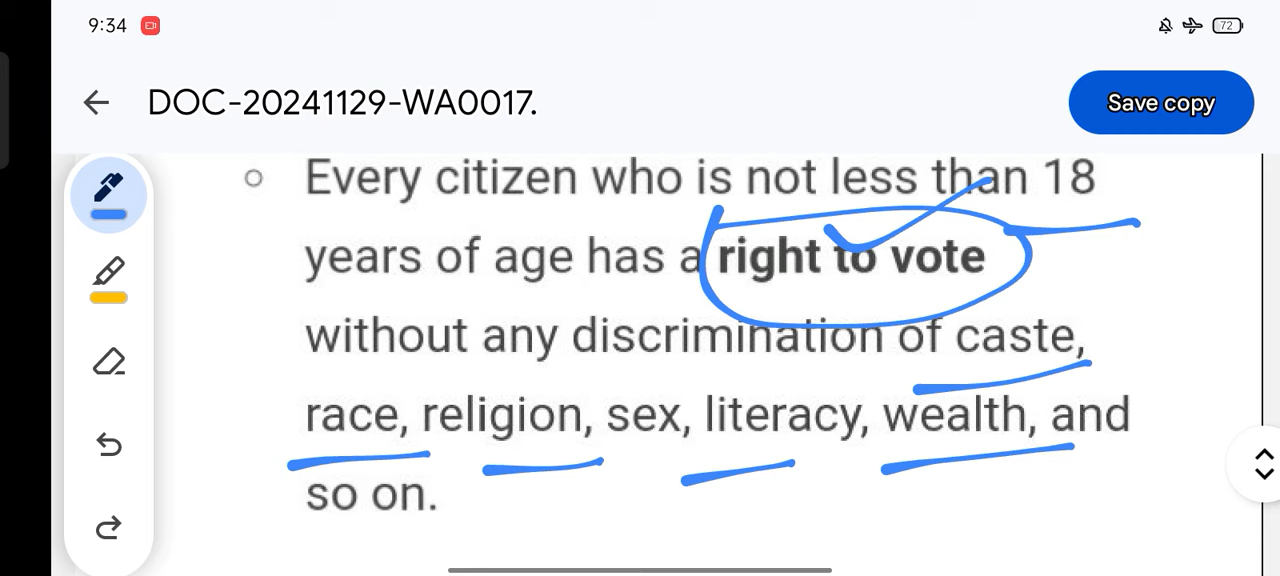 9:34
72
DOC-20241129-WA0017.
Save copy
Every citizen who is not less than 18
years of age has a right to vote
without any discrimination of caste,
race, religion, sex, literacy, wealth, and
so on.